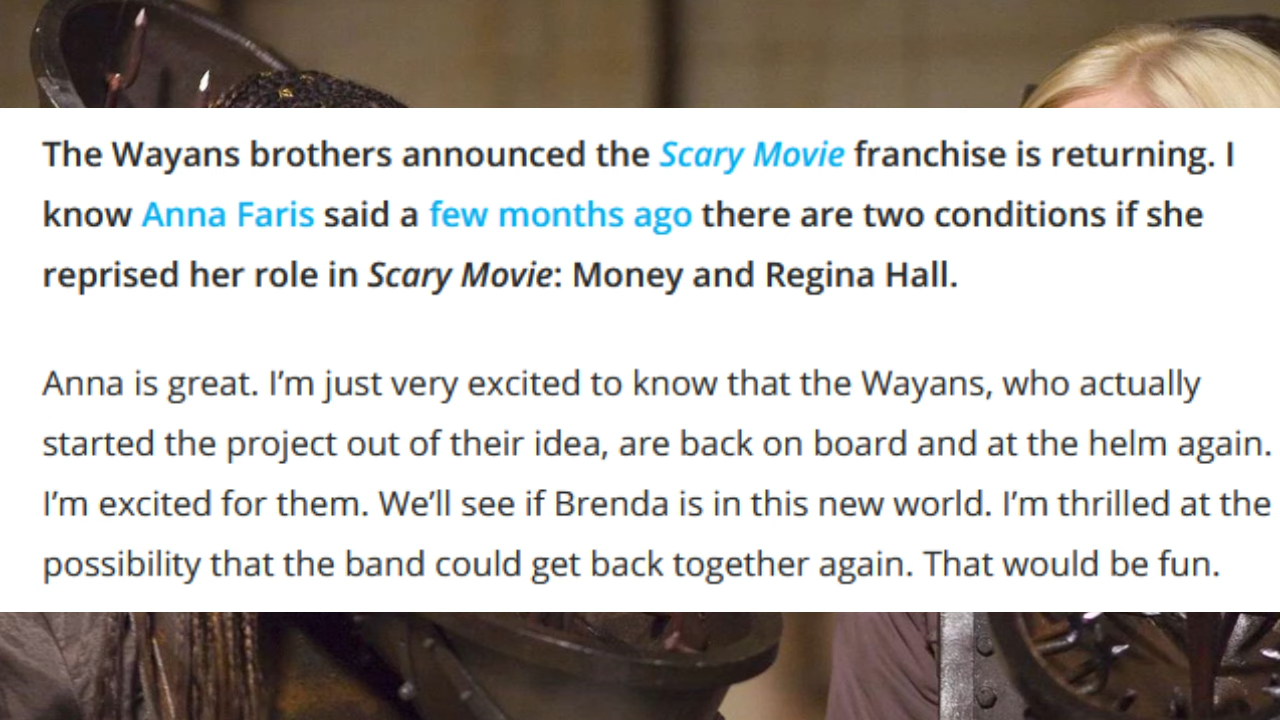 The Wayans brothers announced the Scary Movie franchise is returning. I
know Anna Faris said a few months ago there are two conditions if she
reprised her role in Scary Movie: Money and Regina Hall.
Anna is great. I’m just very excited to know that the Wayans, who actually
started the project out of their idea, are back on board and at the helm again.
I’m excited for them. We’ll see if Brenda is in this new world. I’m thrilled at the
possibility that the band could get back together again. That would be fun.